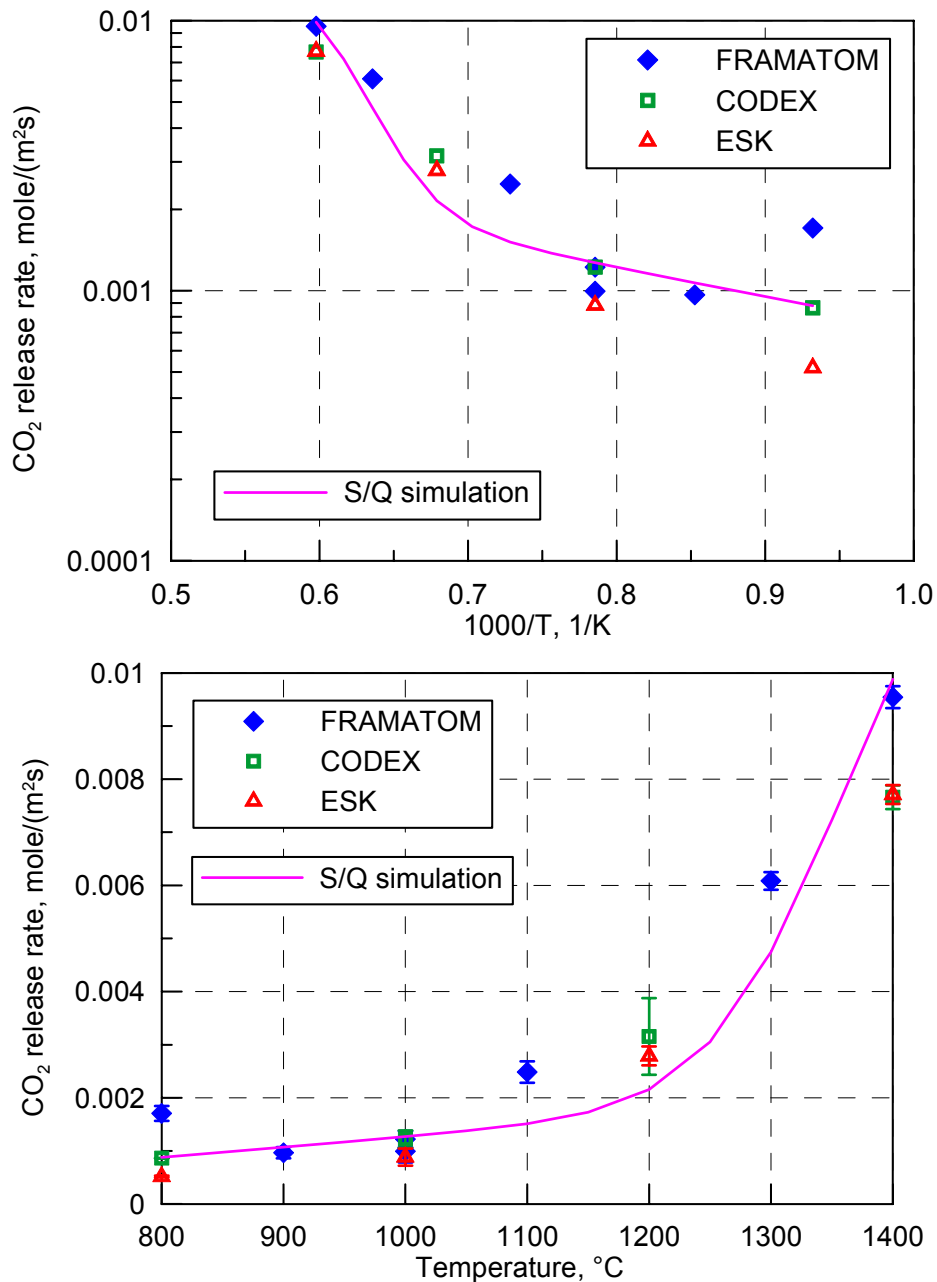 0.01
0.001
0.0001
CO₂ release rate, mole/(m²s)
FRAMATOM
CODEX
ESK
S/Q simulation
0.5 0.6 0.7 0.8 0.9 1.0
1000/T, 1/K
0.01
0.008
0.006
0.004
0.002
0
CO₂ release rate, mole/(m²s)
FRAMATOM
CODEX
ESK
S/Q simulation
800 900 1000 1100 1200 1300 1400
Temperature, °C